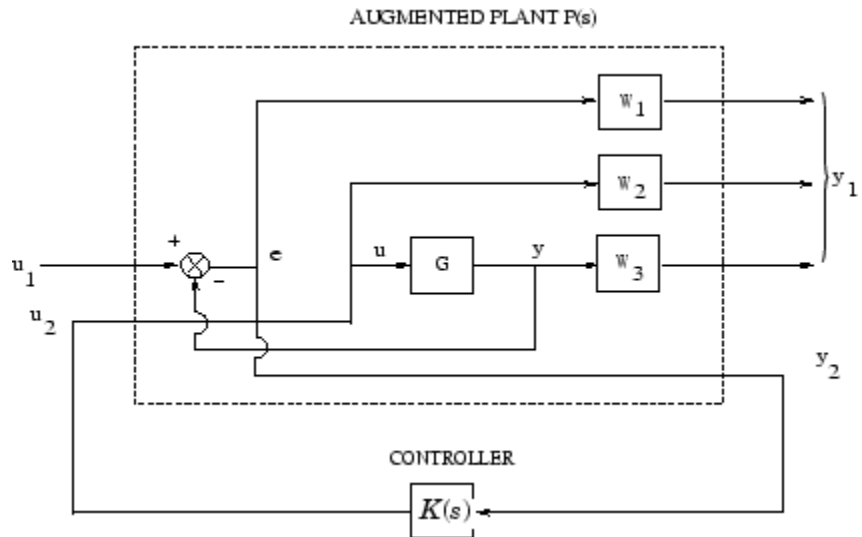 AUGMENTED PLANT P(s)
W1
W2
y1
+
e
u
G
y
W3
u1
−
u2
y2
CONTROLLER
K(s)